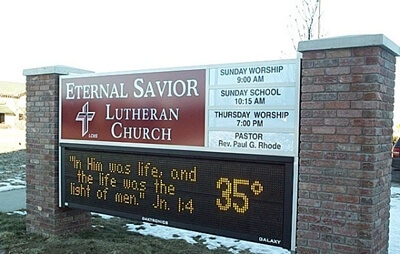 ETERNAL SAVIOR
LUTHERAN
CHURCH
LCMS
SUNDAY WORSHIP
9:00 AM
SUNDAY SCHOOL
10:15 AM
THURSDAY WORSHIP
7:00 PM
PASTOR
Rev. Paul G. Rhode
"In Him was life, and
the life was the
light of men." Jn. 1:4
35°
DAKTRONICS
GALAXY